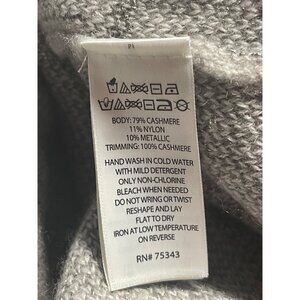 BODY: 79% CASHMERE
11% NYLON
10% METALLIC
TRIMMING: 100% CASHMERE
HAND WASH IN COLD WATER
WITH MILD DETERGENT
ONLY NON-CHLORINE
BLEACH WHEN NEEDED
DO NOT WRING OR TWIST
RESHAPE AND LAY
FLAT TO DRY
IRON AT LOW TEMPERATURE
ON REVERSE
RN# 75343